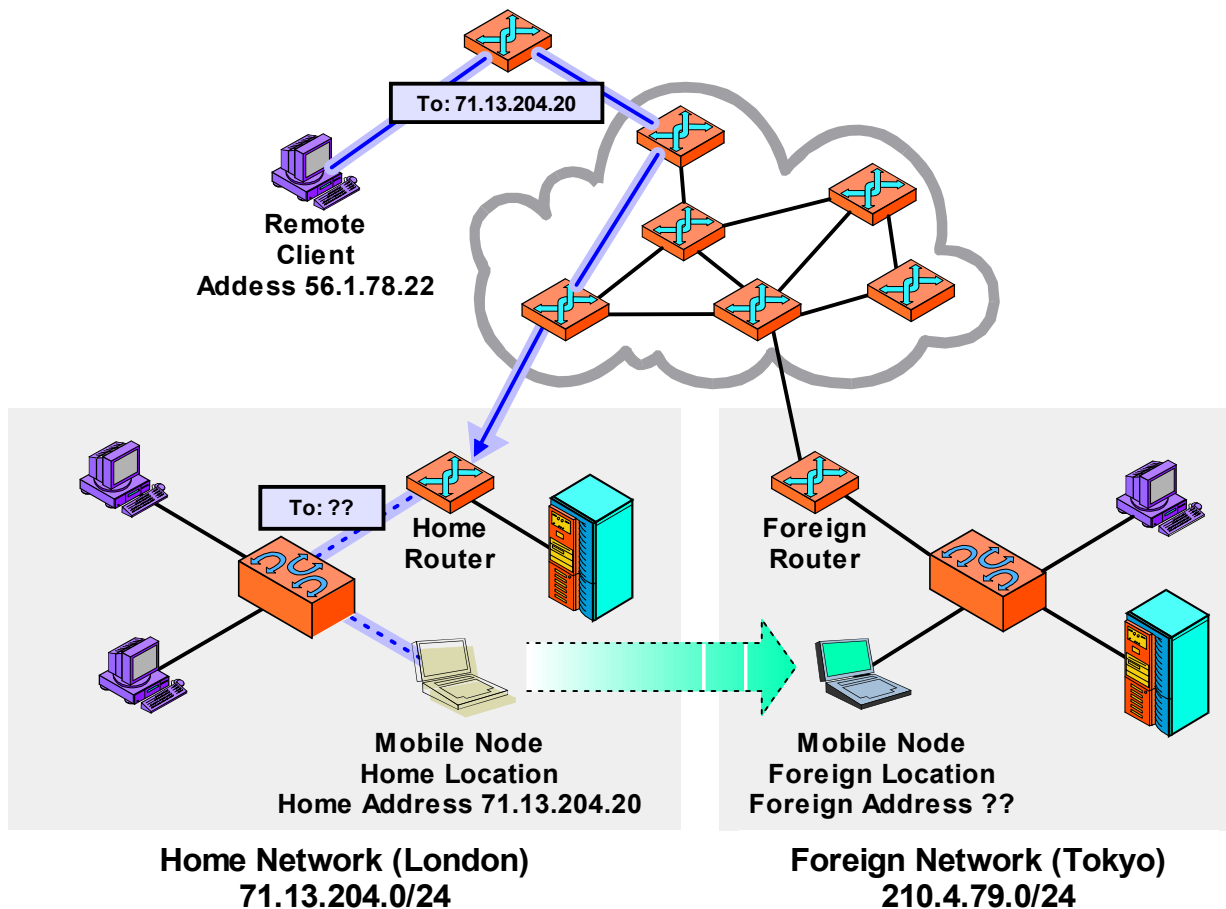 To: 71.13.204.20
Remote
Client
Addess 56.1.78.22
To: ??
Home
Router
Foreign
Router
Mobile Node
Home Location
Home Address 71.13.204.20
Mobile Node
Foreign Location
Foreign Address ??
Home Network (London)
71.13.204.0/24
Foreign Network (Tokyo)
210.4.79.0/24